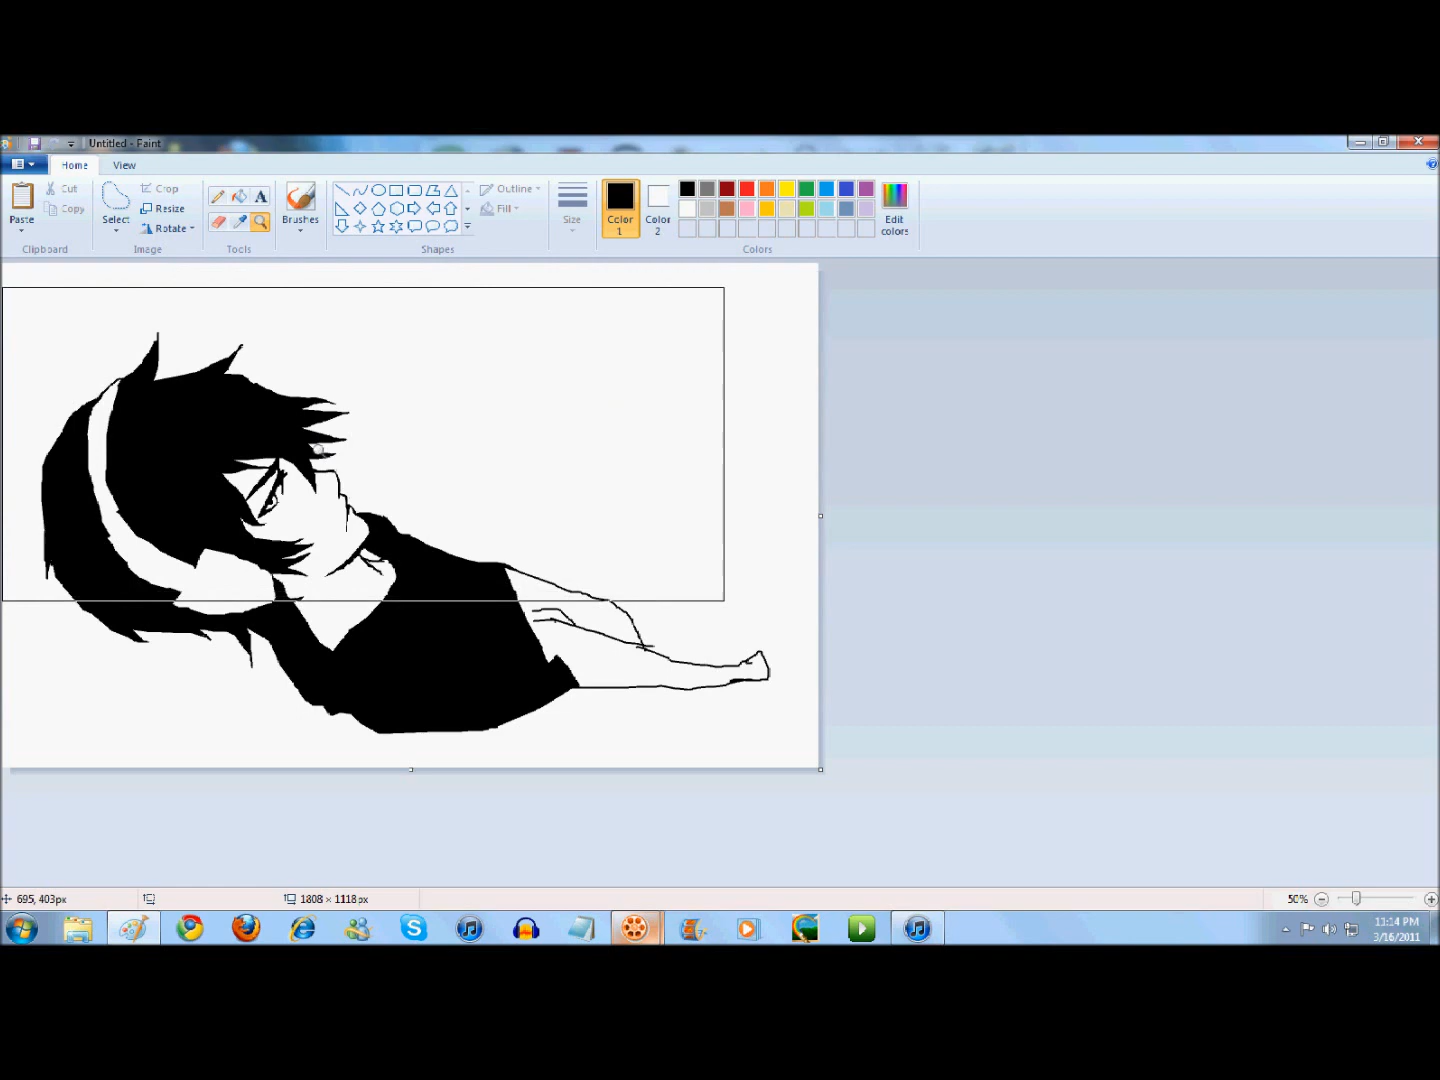 Untitled - Paint
Home View
Cut
Copy
Paste
Crop
Resize
Rotate
Select
Brushes
Outline
Fill
Size
Color 1
Color 2
Edit colors
Clipboard Image Tools Shapes Colors
695, 403px 1808 × 1118px 50%
11:14 PM
3/16/2011